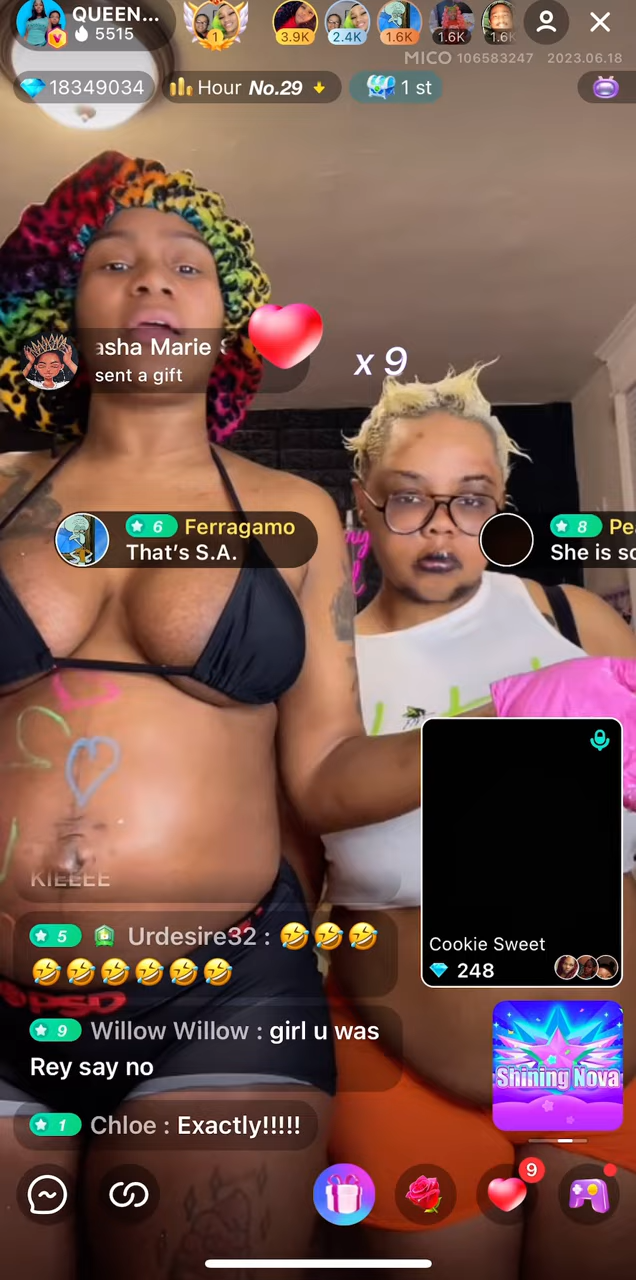 QUEEN...
5515
1
3.9K
2.4K
1.6K
1.6K
1.6K
MICO 106583247 2023.06.18
18349034
Hour No.29
1 st
asha Marie
sent a gift
x 9
6 Ferragamo
That's S.A.
8 Pe
She is so
KIEEEE
5 Urdesire32 :
9 Willow Willow : girl u was
Rey say no
1 Chloe : Exactly!!!!!
Cookie Sweet
248
Shining Nova
9